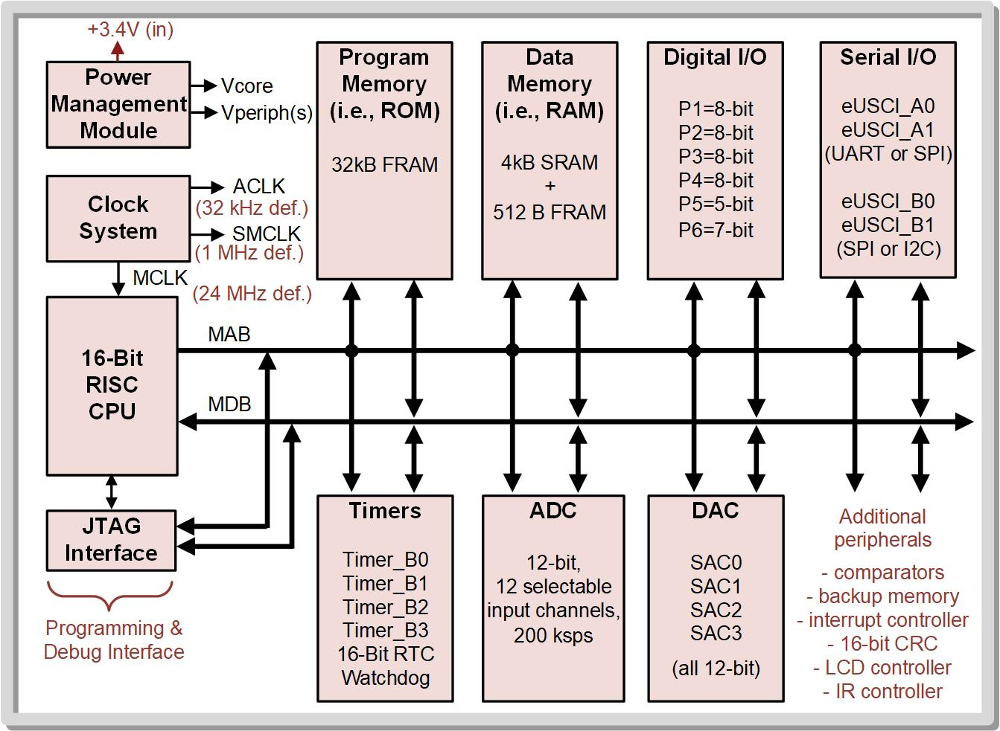 +3.4V (in)
Power
Management
Module
Vcore
Vperiph(s)
Clock
System
ACLK
(32 kHz def.)
SMCLK
(1 MHz def.)
MCLK
(24 MHz def.)
16-Bit
RISC
CPU
MAB
MDB
JTAG
Interface
Programming &
Debug Interface
Program
Memory
(i.e., ROM)
32kB FRAM
Data
Memory
(i.e., RAM)
4kB SRAM
+
512 B FRAM
Digital I/O
P1=8-bit
P2=8-bit
P3=8-bit
P4=8-bit
P5=5-bit
P6=7-bit
Serial I/O
eUSCI_A0
eUSCI_A1
(UART or SPI)
eUSCI_B0
eUSCI_B1
(SPI or I2C)
Timers
Timer_B0
Timer_B1
Timer_B2
Timer_B3
16-Bit RTC
Watchdog
ADC
12-bit,
12 selectable
input channels,
200 ksps
DAC
SAC0
SAC1
SAC2
SAC3
(all 12-bit)
Additional
peripherals
- comparators
- backup memory
- interrupt controller
- 16-bit CRC
- LCD controller
- IR controller